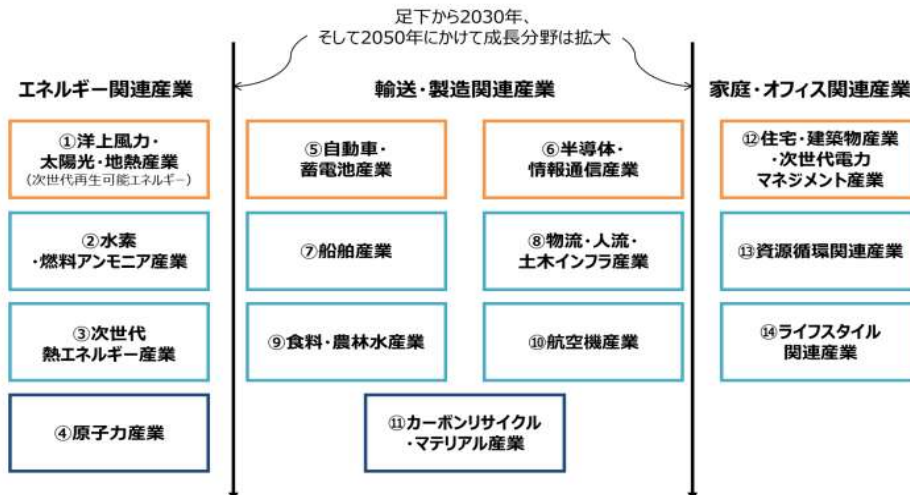 足下から2030年、
そして2050年にかけて成長分野は拡大
エネルギー関連産業
輸送・製造関連産業
家庭・オフィス関連産業
①洋上風力・
太陽光・地熱産業
（次世代再生可能エネルギー）
②水素
・燃料アンモニア産業
③次世代
熱エネルギー産業
④原子力産業
⑤自動車・
蓄電池産業
⑥半導体・
情報通信産業
⑦船舶産業
⑧物流・人流・
土木インフラ産業
⑨食料・農林水産業
⑩航空機産業
⑪カーボンリサイクル
・マテリアル産業
⑫住宅・建築物産業
・次世代電力
マネジメント産業
⑬資源循環関連産業
⑭ライフスタイル
関連産業